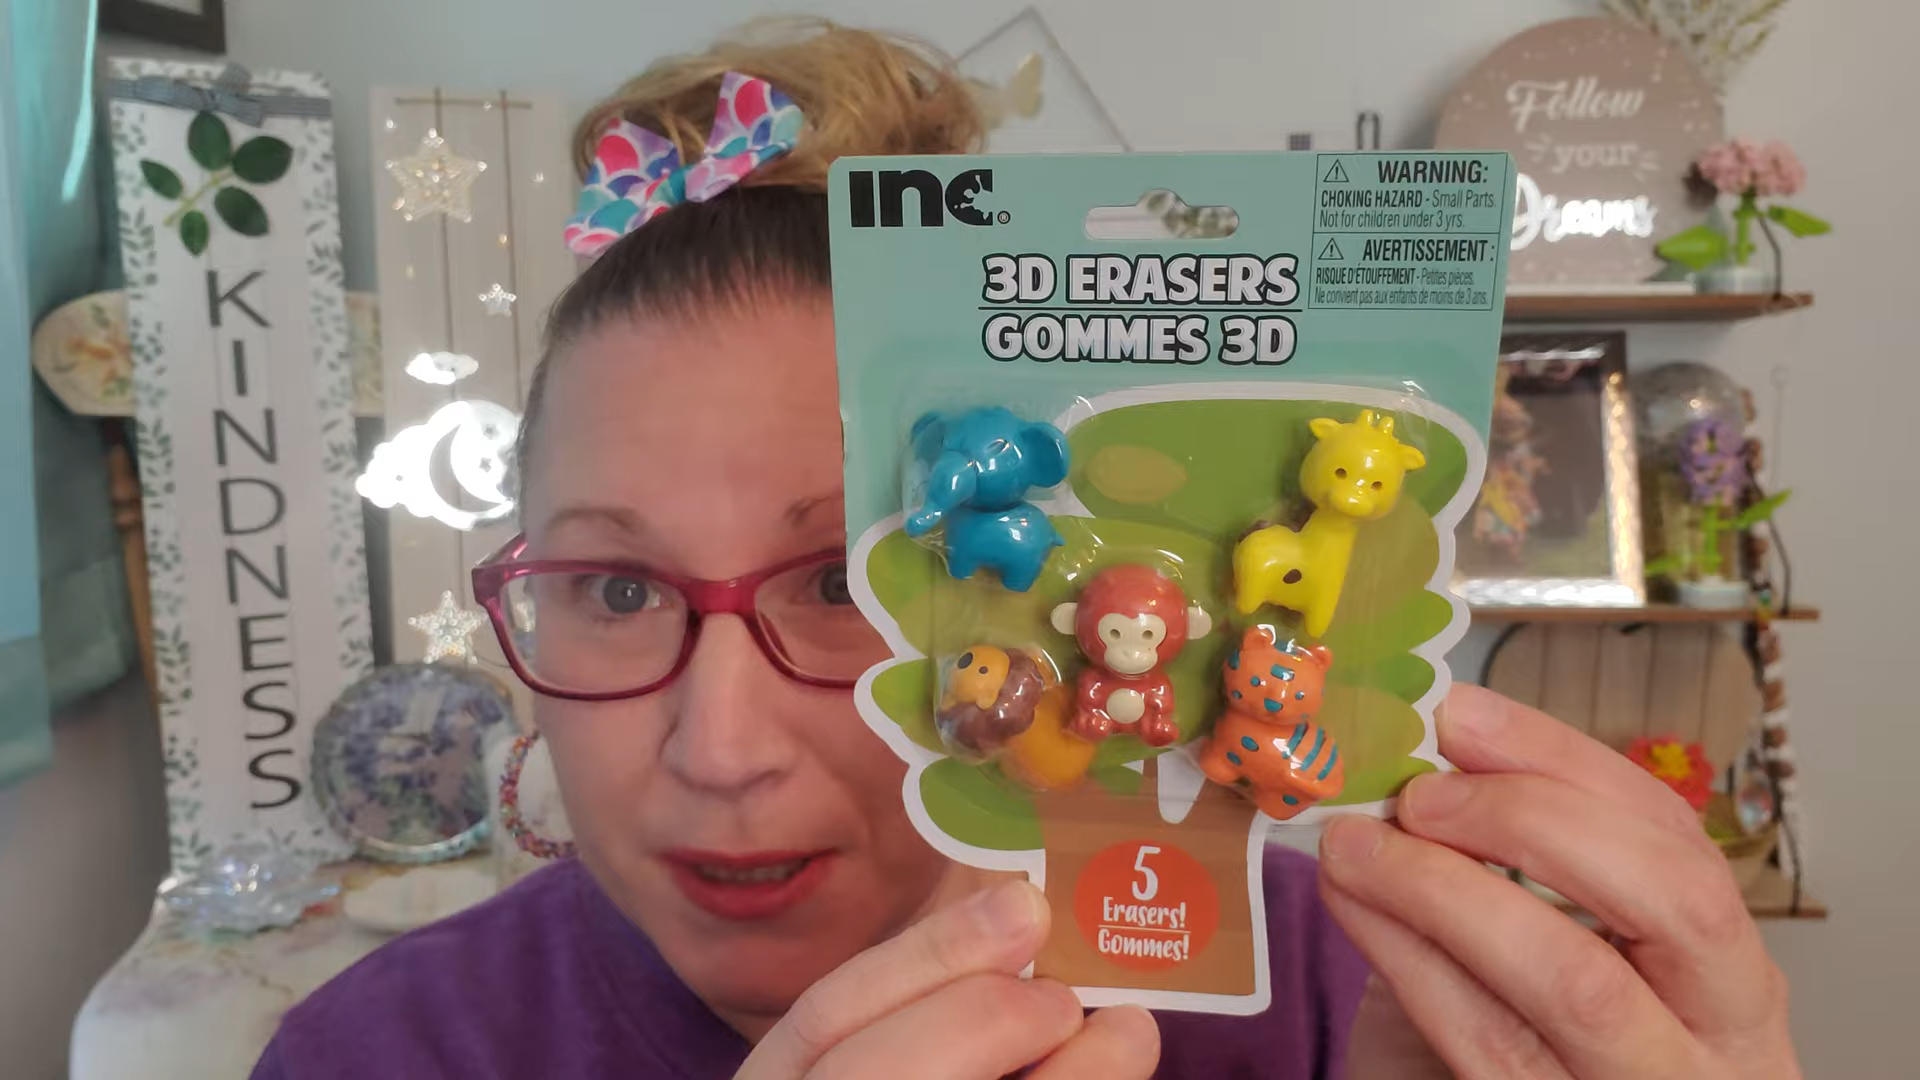 KINDNESS
inc®
WARNING:
CHOKING HAZARD - Small Parts.
Not for children under 3 yrs.
AVERTISSEMENT:
RISQUE D'ÉTOUFFEMENT - Petites pièces.
Ne convient pas aux enfants de moins de 3 ans.
3D ERASERS
GOMMES 3D
5
Erasers!
Gommes!
Follow
your
Dreams